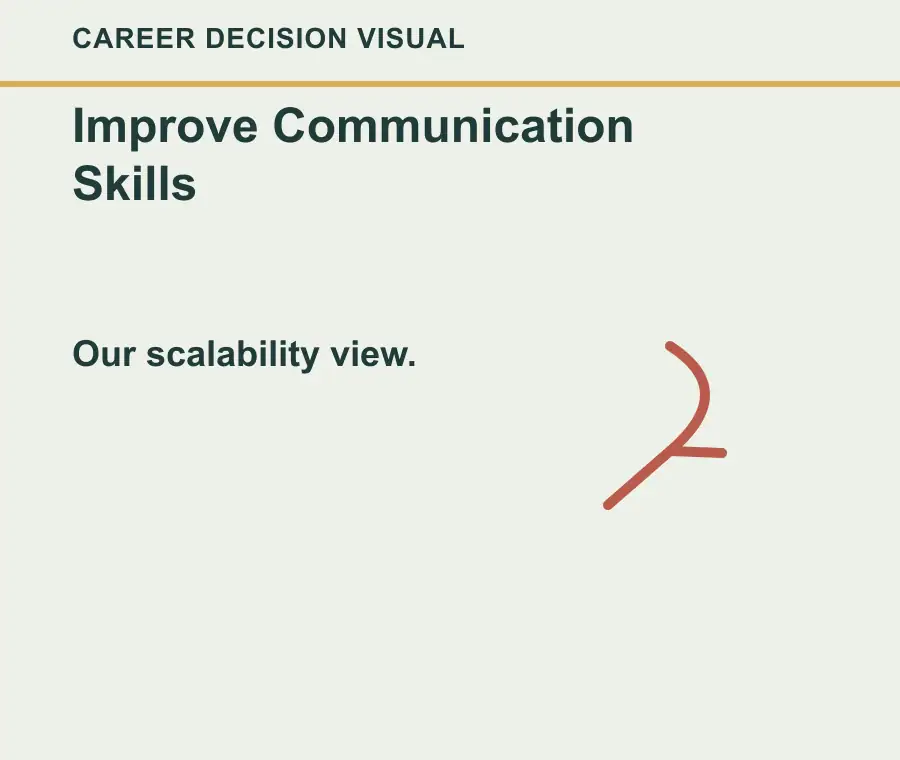 CAREER DECISION VISUAL
Improve Communication
Skills
Our scalability view.